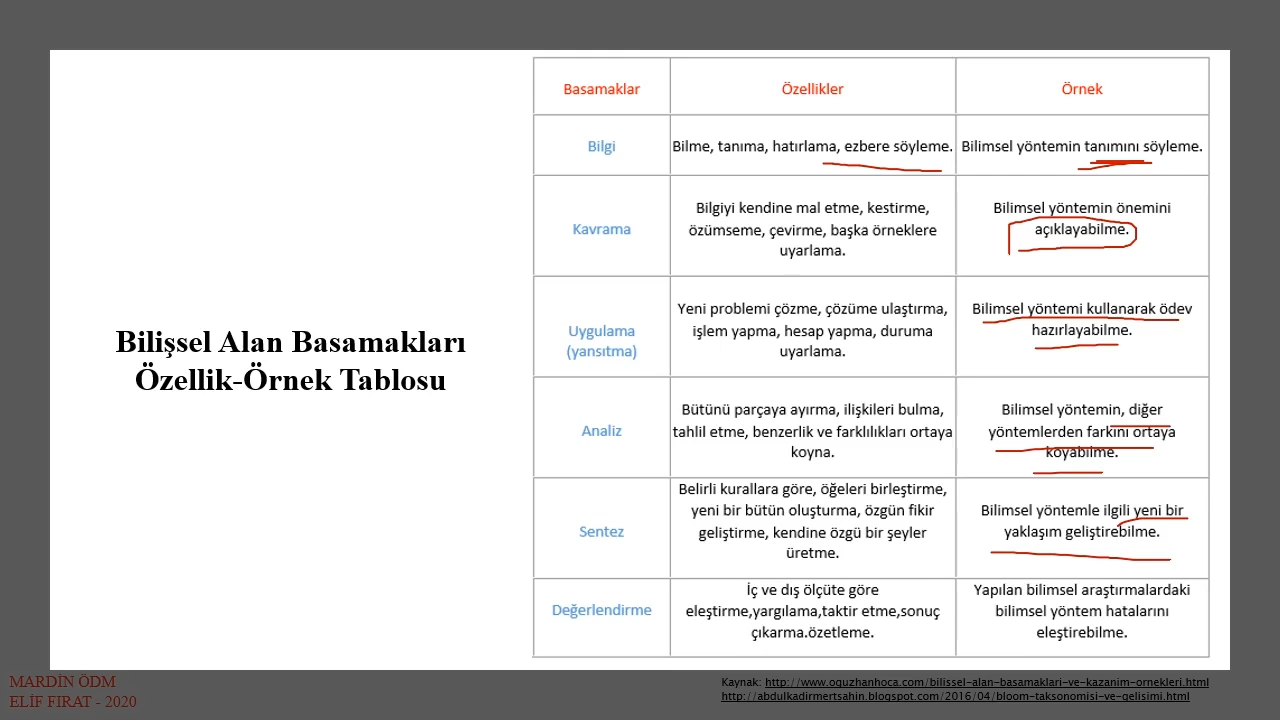 Bilişsel Alan Basamakları
Özellik-Örnek Tablosu
Basamaklar
Özellikler
Örnek
Bilgi
Bilme, tanıma, hatırlama, ezbere söyleme.
Bilimsel yöntemin tanımını söyleme.
Kavrama
Bilgiyi kendine mal etme, kestirme,
özümseme, çevirme, başka örneklere
uyarlama.
Bilimsel yöntemin önemini
açıklayabilme.
Uygulama
(yansıtma)
Yeni problemi çözme, çözüme ulaştırma,
işlem yapma, hesap yapma, duruma
uyarlama.
Bilimsel yöntemi kullanarak ödev
hazırlayabilme.
Analiz
Bütünü parçaya ayırma, ilişkileri bulma,
tahlil etme, benzerlik ve farklılıkları ortaya
koyna.
Bilimsel yöntemin, diğer
yöntemlerden farkını ortaya
koyabilme.
Sentez
Belirli kurallara göre, öğeleri birleştirme,
yeni bir bütün oluşturma, özgün fikir
geliştirme, kendine özgü bir şeyler
üretme.
Bilimsel yöntemle ilgili yeni bir
yaklaşım geliştirebilme.
Değerlendirme
İç ve dış ölçüte göre
eleştirme,yargılama,taktir etme,sonuç
çıkarma.özetleme.
Yapılan bilimsel araştırmalardaki
bilimsel yöntem hatalarını
eleştirebilme.
MARDİN ÖDM
ELİF FIRAT - 2020
Kaynak: http://www.oguzhanhoca.com/bilissel-alan-basamaklari-ve-kazanim-ornekleri.html
http://abdulkadirmertsahin.blogspot.com/2016/04/bloom-taksonomisi-ve-gelisimi.html